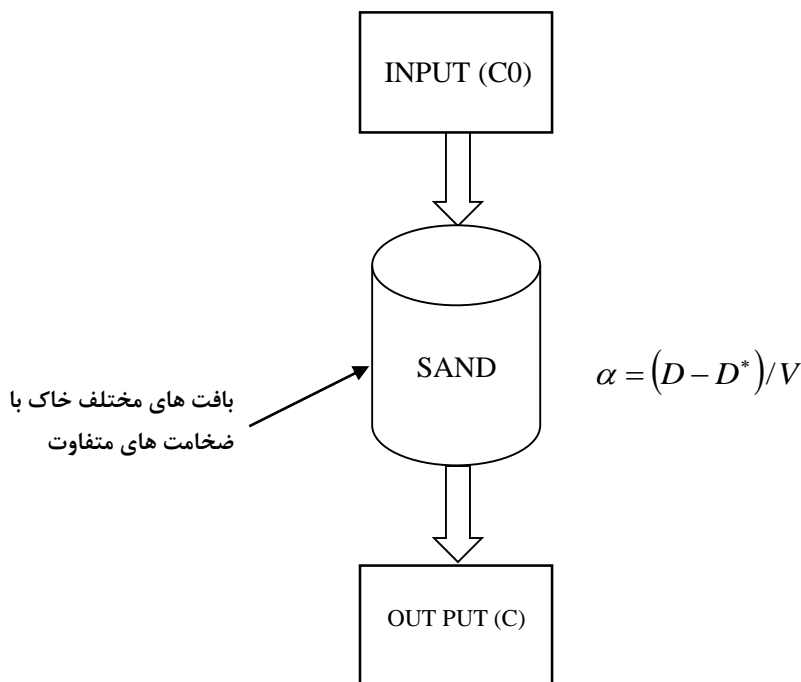 INPUT (C0)
SAND
α = (D − D*)/V
بافت های مختلف خاک با
ضخامت های متفاوت
OUT PUT (C)